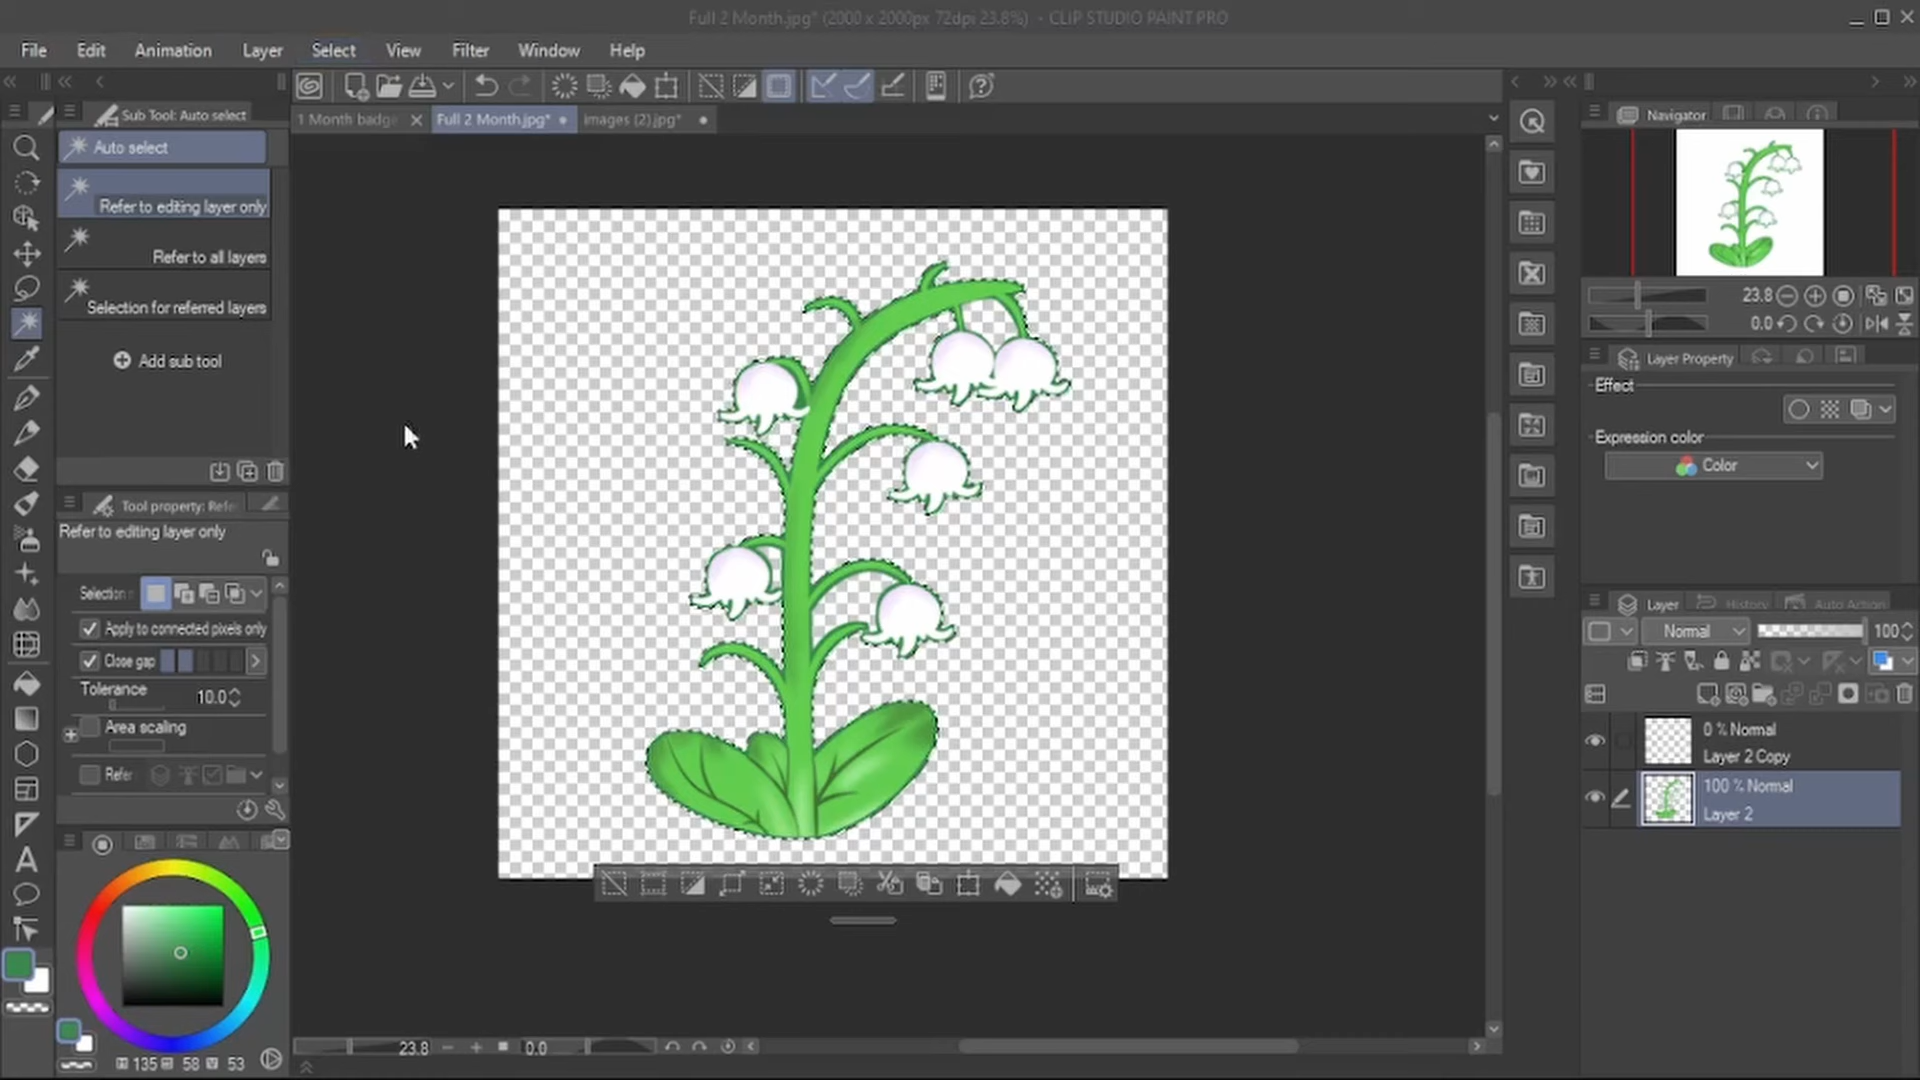 Full 2 Month.jpg* (2000 x 2000px 72dpi 23.8%) - CLIP STUDIO PAINT PRO
File Edit Animation Layer Select View Filter Window Help
Sub Tool: Auto select
1 Month badge Full 2 Month.jpg* images (2).jpg*
Navigator
Auto select
Refer to editing layer only
Refer to all layers
Selection for referred layers
Add sub tool
23.8
0.0
Layer Property
Effect
Expression color
Color
Tool property: Refe
Refer to editing layer only
Selection
Apply to connected pixels only
Close gap
Tolerance 10.0
Area scaling
Refer
Layer History Auto Action
Normal 100
0 % Normal
Layer 2 Copy
100 % Normal
Layer 2
23.8 0.0
H 135 S 58 V 53